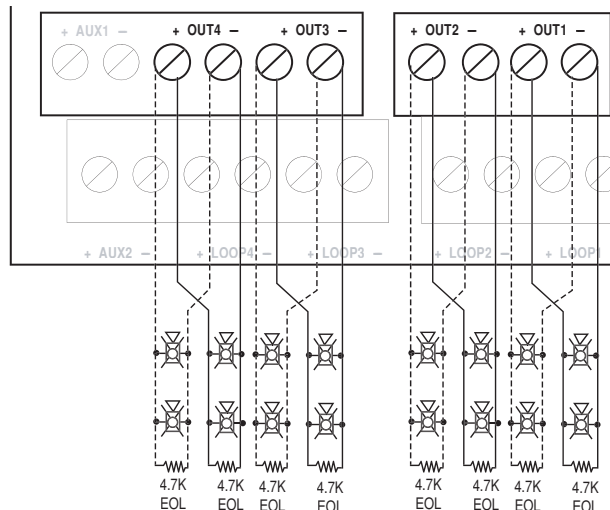 + AUX1 − + OUT4 − + OUT3 − + OUT2 − + OUT1 −
+ AUX2 − + LOOP4 − + LOOP3 − + LOOP2 − + LOOP1
4.7K 4.7K 4.7K 4.7K 4.7K 4.7K 4.7K 4.7K
EOL EOL EOL EOL EOL EOL EOL EOL